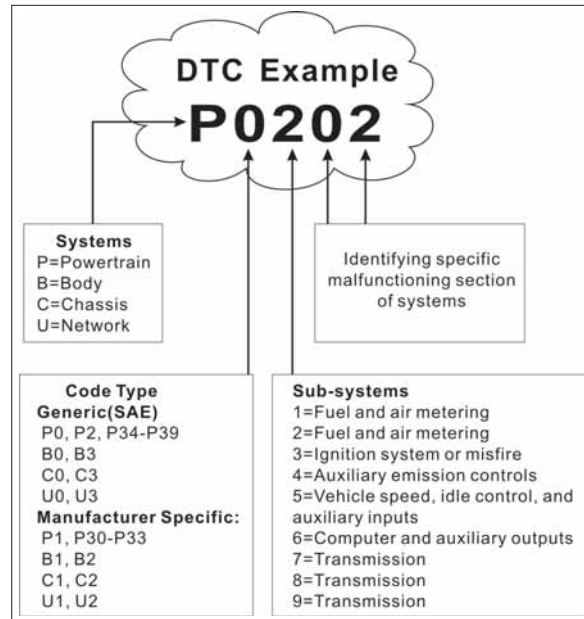 DTC Example
P0202
Systems
P=Powertrain
B=Body
C=Chassis
U=Network
Identifying specific
malfunctioning section
of systems
Code Type
Generic(SAE)
P0, P2, P34-P39
B0, B3
C0, C3
U0, U3
Manufacturer Specific:
P1, P30-P33
B1, B2
C1, C2
U1, U2
Sub-systems
1=Fuel and air metering
2=Fuel and air metering
3=Ignition system or misfire
4=Auxiliary emission controls
5=Vehicle speed, idle control, and
auxiliary inputs
6=Computer and auxiliary outputs
7=Transmission
8=Transmission
9=Transmission